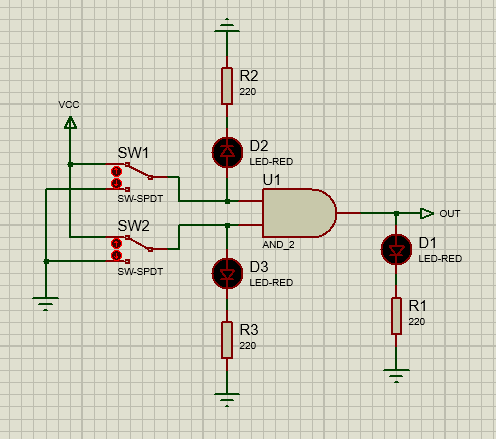 R2
220
VCC
D2
LED-RED
SW1
SW-SPDT
U1
AND_2
OUT
SW2
SW-SPDT
D1
LED-RED
D3
LED-RED
R1
220
R3
220